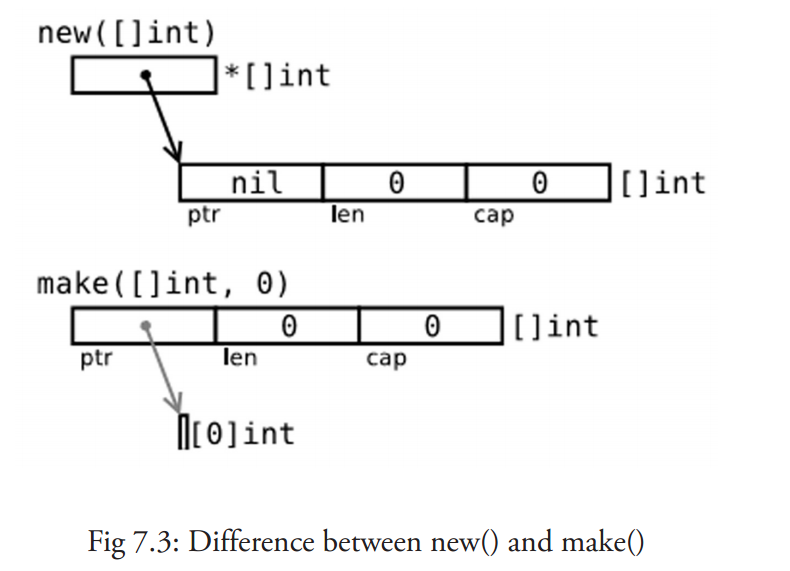 new([]int)
*[]int
nil 0 0 []int
ptr len cap
make([]int, 0)
0 0 []int
ptr len cap
[0]int
Fig 7.3: Difference between new() and make()